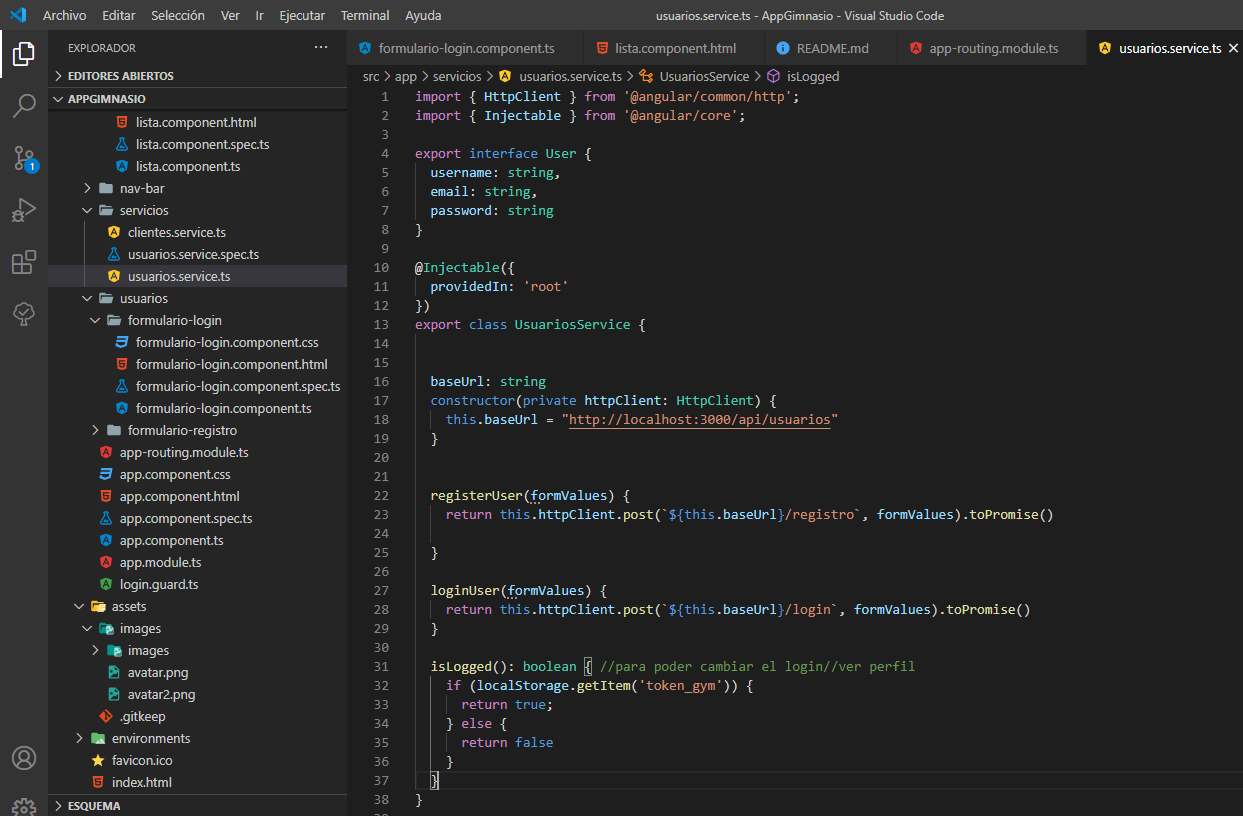 Archivo Editar Selección Ver Ir Ejecutar Terminal Ayuda usuarios.service.ts - AppGimnasio - Visual Studio Code
EXPLORADOR ···
EDITORES ABIERTOS
APPGIMNASIO
lista.component.html
lista.component.spec.ts
lista.component.ts
nav-bar
servicios
clientes.service.ts
usuarios.service.spec.ts
usuarios.service.ts
usuarios
formulario-login
formulario-login.component.css
formulario-login.component.html
formulario-login.component.spec.ts
formulario-login.component.ts
formulario-registro
app-routing.module.ts
app.component.css
app.component.html
app.component.spec.ts
app.component.ts
app.module.ts
login.guard.ts
assets
images
images
avatar.png
avatar2.png
.gitkeep
environments
favicon.ico
index.html
ESQUEMA
1
formulario-login.component.ts lista.component.html README.md app-routing.module.ts usuarios.service.ts
src > app > servicios > usuarios.service.ts > UsuariosService > isLogged
1 import { HttpClient } from '@angular/common/http';
2 import { Injectable } from '@angular/core';
3
4 export interface User {
5 username: string,
6 email: string,
7 password: string
8 }
9
10 @Injectable({
11 providedIn: 'root'
12 })
13 export class UsuariosService {
14
15
16 baseUrl: string
17 constructor(private httpClient: HttpClient) {
18 this.baseUrl = "http://localhost:3000/api/usuarios"
19 }
20
21
22 registerUser(formValues) {
23 return this.httpClient.post(`${this.baseUrl}/registro`, formValues).toPromise()
24
25 }
26
27 loginUser(formValues) {
28 return this.httpClient.post(`${this.baseUrl}/login`, formValues).toPromise()
29 }
30
31 isLogged(): boolean { //para poder cambiar el login//ver perfil
32 if (localStorage.getItem('token_gym')) {
33 return true;
34 } else {
35 return false
36 }
37 }
38 }